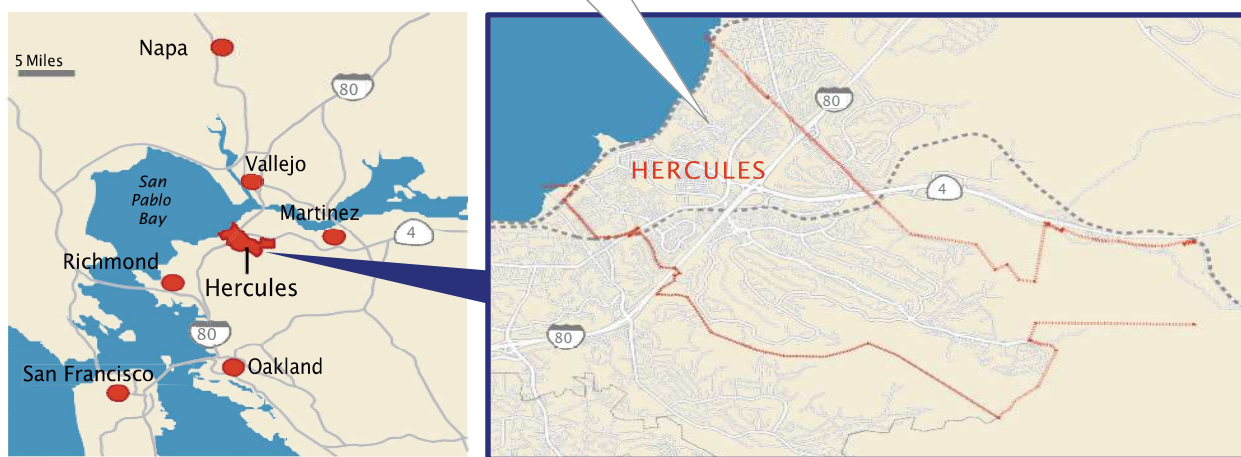 Napa
5 Miles
80
Vallejo
San
Pablo
Bay
Martinez
4
Richmond
Hercules
80
San Francisco
Oakland
80
HERCULES
4
80